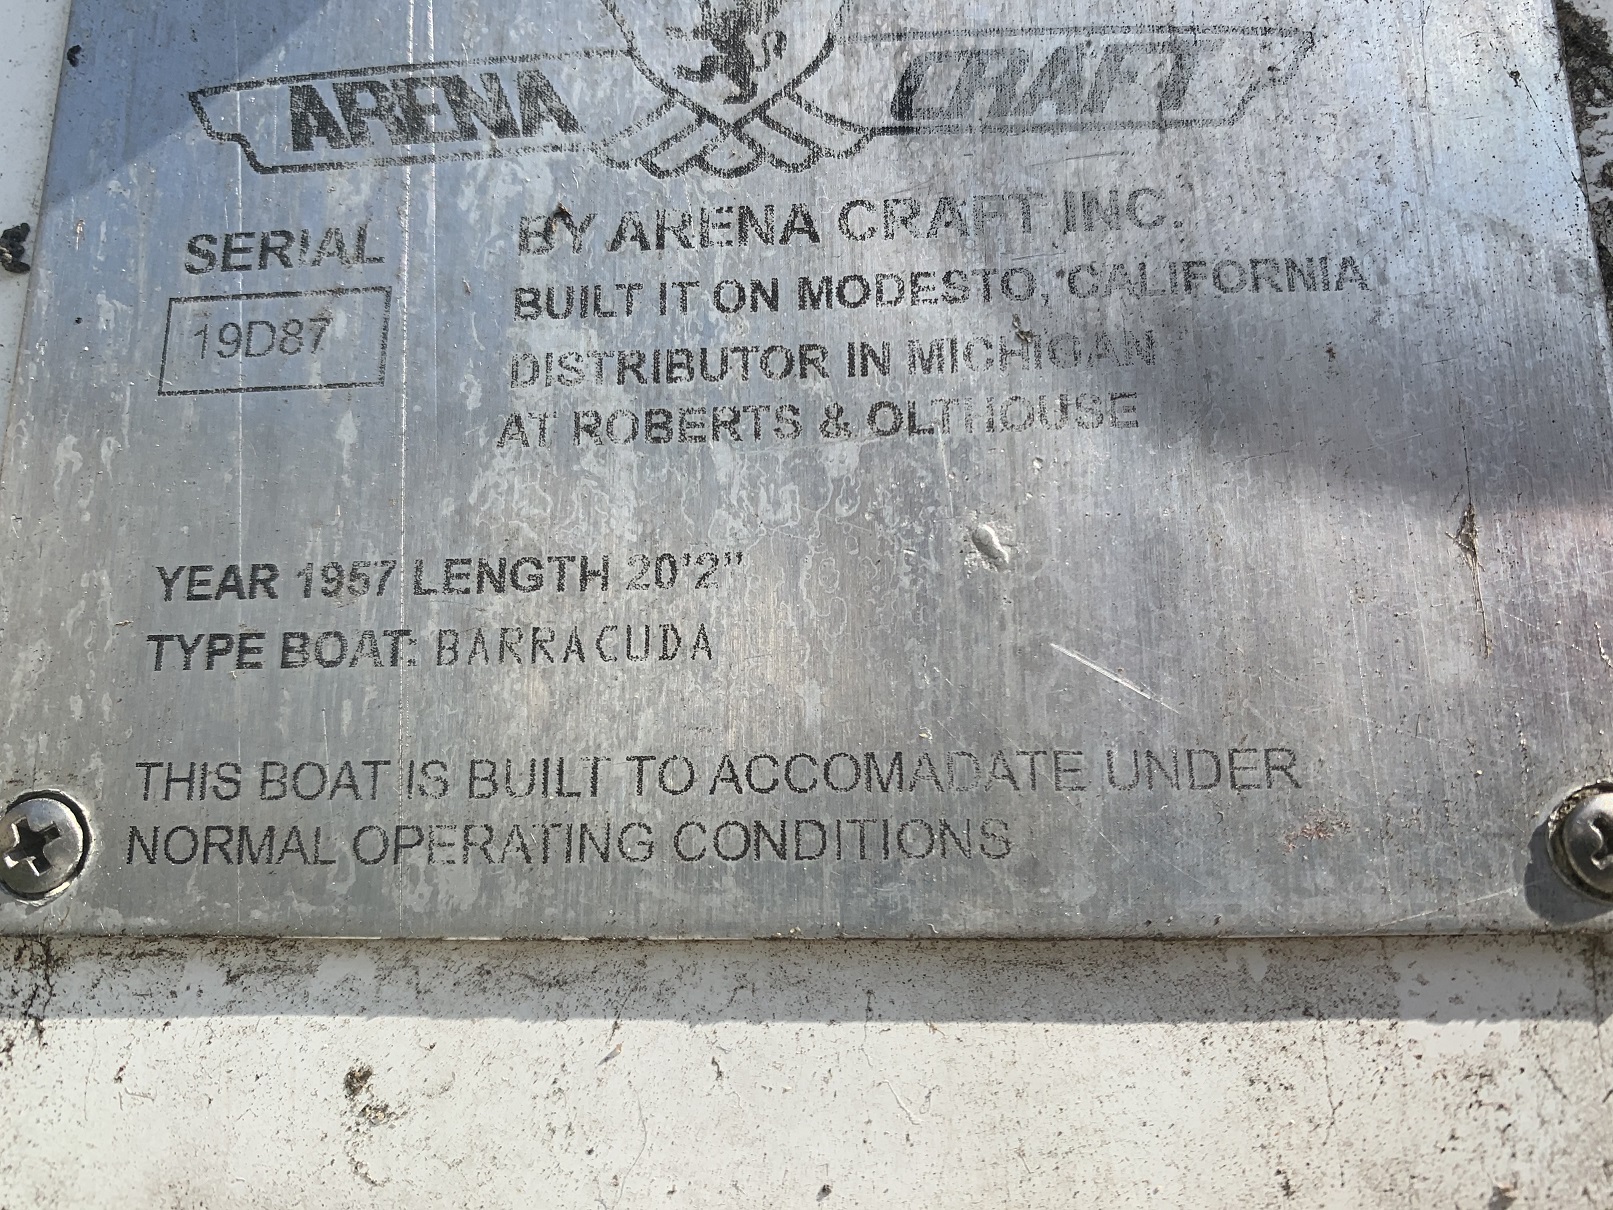 ARENA CRAFT
SERIAL
19D87
BY ARENA CRAFT INC.
BUILT IT ON MODESTO, CALIFORNIA
DISTRIBUTOR IN MICHIGAN
AT ROBERTS & OLTHOUSE
YEAR 1957 LENGTH 20'2"
TYPE BOAT: BARRACUDA
THIS BOAT IS BUILT TO ACCOMADATE UNDER
NORMAL OPERATING CONDITIONS